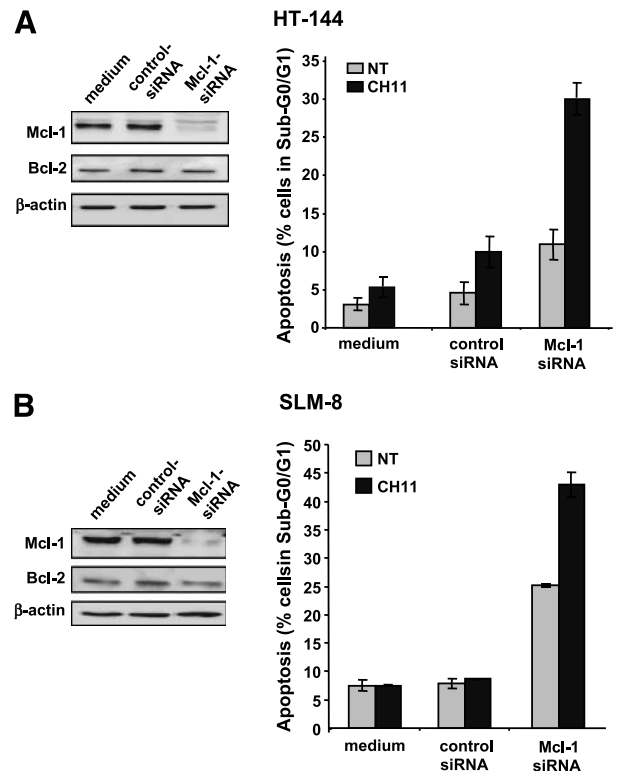 A
HT-144
medium
control-
siRNA
Mcl-1-
siRNA
Mcl-1
Bcl-2
β-actin
Apoptosis (% cells in Sub-G0/G1)
35
30
25
20
15
10
5
0
NT
CH11
medium
control
siRNA
Mcl-1
siRNA
B
SLM-8
medium
control-
siRNA
Mcl-1-
siRNA
Mcl-1
Bcl-2
β-actin
Apoptosis (% cellsin Sub-G0/G1)
50
45
40
35
30
25
20
15
10
5
0
NT
CH11
medium
control
siRNA
Mcl-1
siRNA